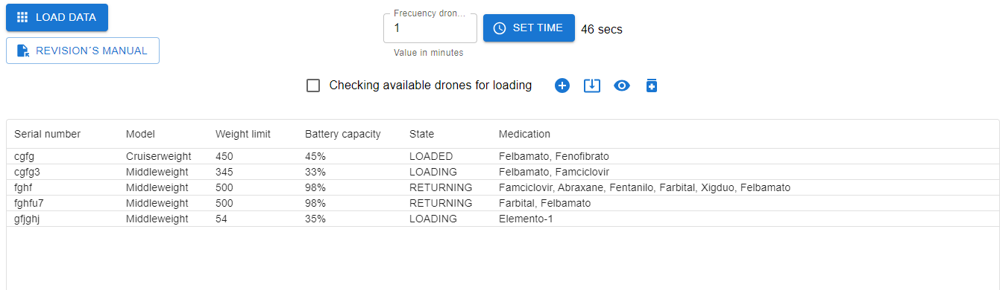 LOAD DATA
REVISION´S MANUAL
Frecuency dron...
1
SET TIME
46 secs
Value in minutes
Checking available drones for loading
Serial number Model Weight limit Battery capacity State Medication
cgfg Cruiserweight 450 45% LOADED Felbamato, Fenofibrato
cgfg3 Middleweight 345 33% LOADING Felbamato, Famciclovir
fghf Middleweight 500 98% RETURNING Famciclovir, Abraxane, Fentanilo, Farbital, Xigduo, Felbamato
fghfu7 Middleweight 500 98% RETURNING Farbital, Felbamato
gfjghj Middleweight 54 35% LOADING Elemento-1